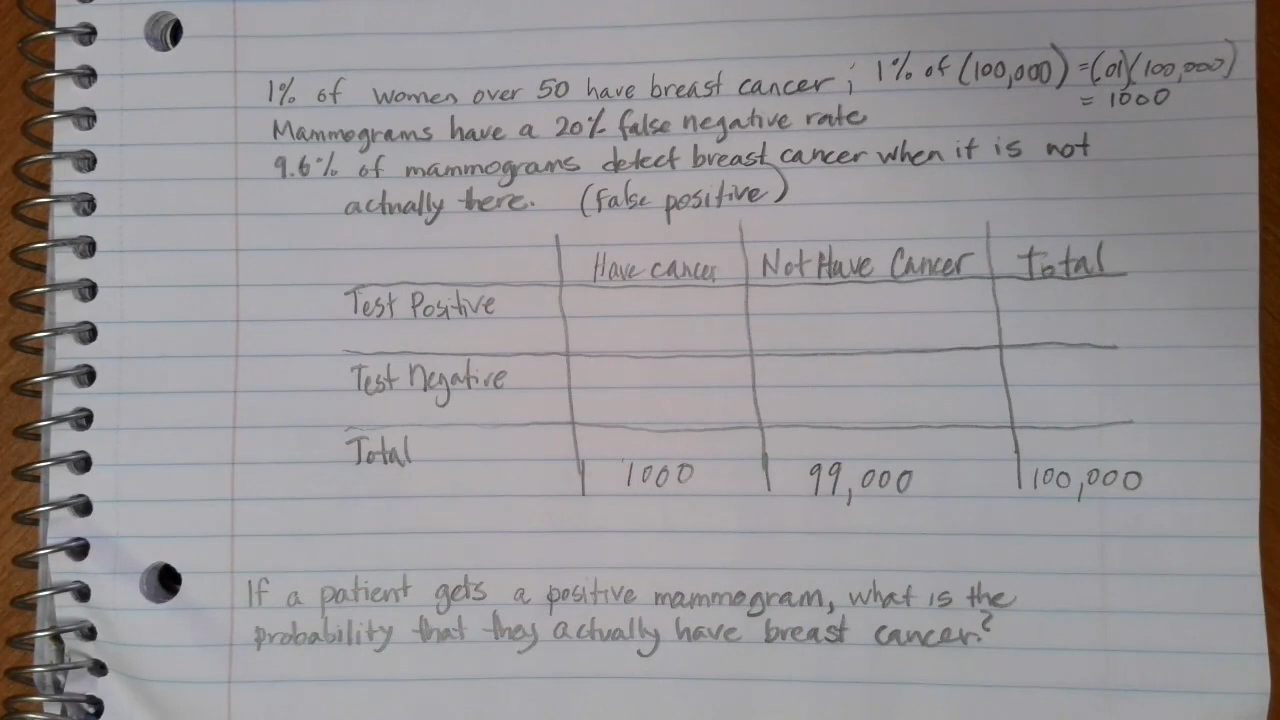 1% of women over 50 have breast cancer; 1% of (100,000) = (.01)(100,000)
= 1000
Mammograms have a 20% false negative rate
9.6% of mammograms detect breast cancer when it is not
actually there. (false positive)
Have cancer Not Have Cancer Total
Test Positive
Test Negative
Total 1000 99,000 100,000
If a patient gets a positive mammogram, what is the
probability that they actually have breast cancer?